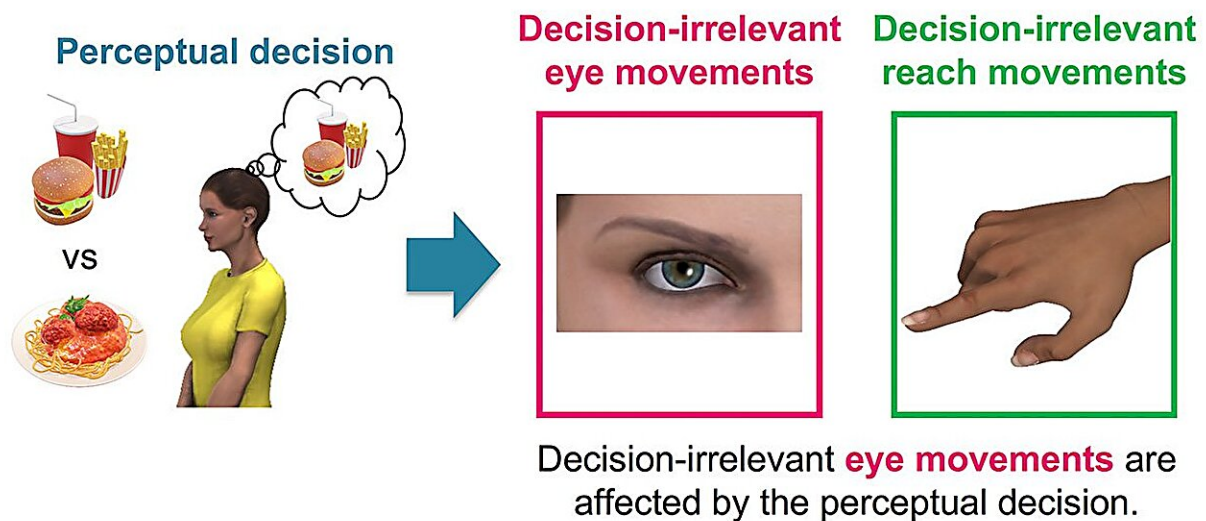 Perceptual decision
vs
Decision-irrelevant
eye movements
Decision-irrelevant
reach movements
Decision-irrelevant eye movements are
affected by the perceptual decision.